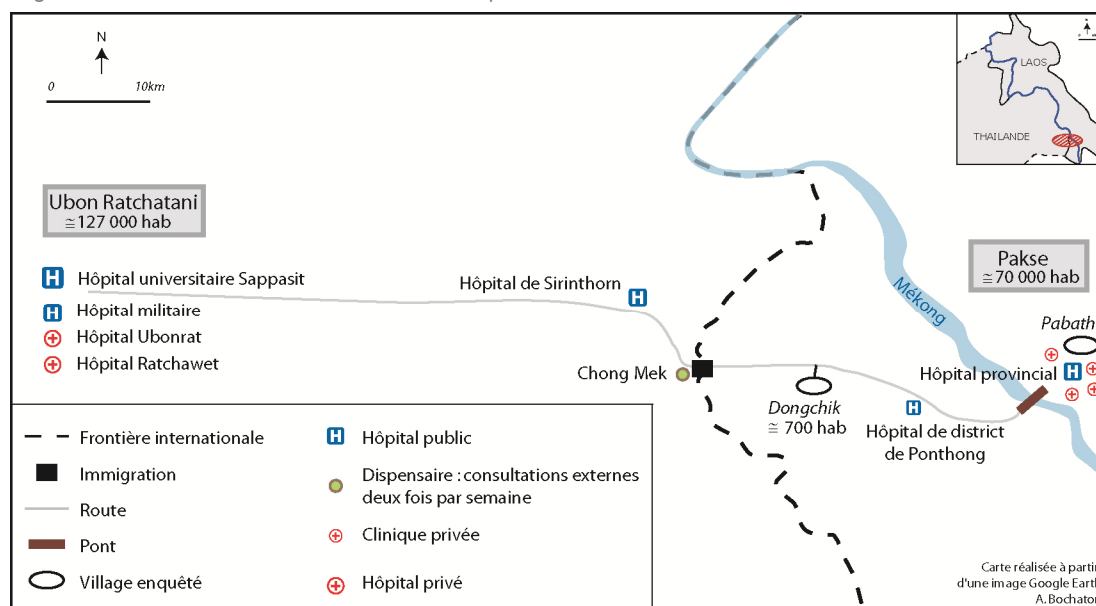 N
0 10km
LAOS
THAILANDE
Ubon Ratchatani
≅ 127 000 hab
Hôpital universitaire Sappasit
Hôpital militaire
Hôpital Ubonrat
Hôpital Ratchawet
Hôpital de Sirinthorn
Chong Mek
Mékong
Pakse
≅ 70 000 hab
Pabath
Hôpital provincial
Dongchik
≅ 700 hab
Hôpital de district
de Ponthong
Frontière internationale
Immigration
Route
Pont
Village enquêté
Hôpital public
Dispensaire : consultations externes
deux fois par semaine
Clinique privée
Hôpital privé
Carte réalisée à partir
d'une image Google Earth
A. Bochaton